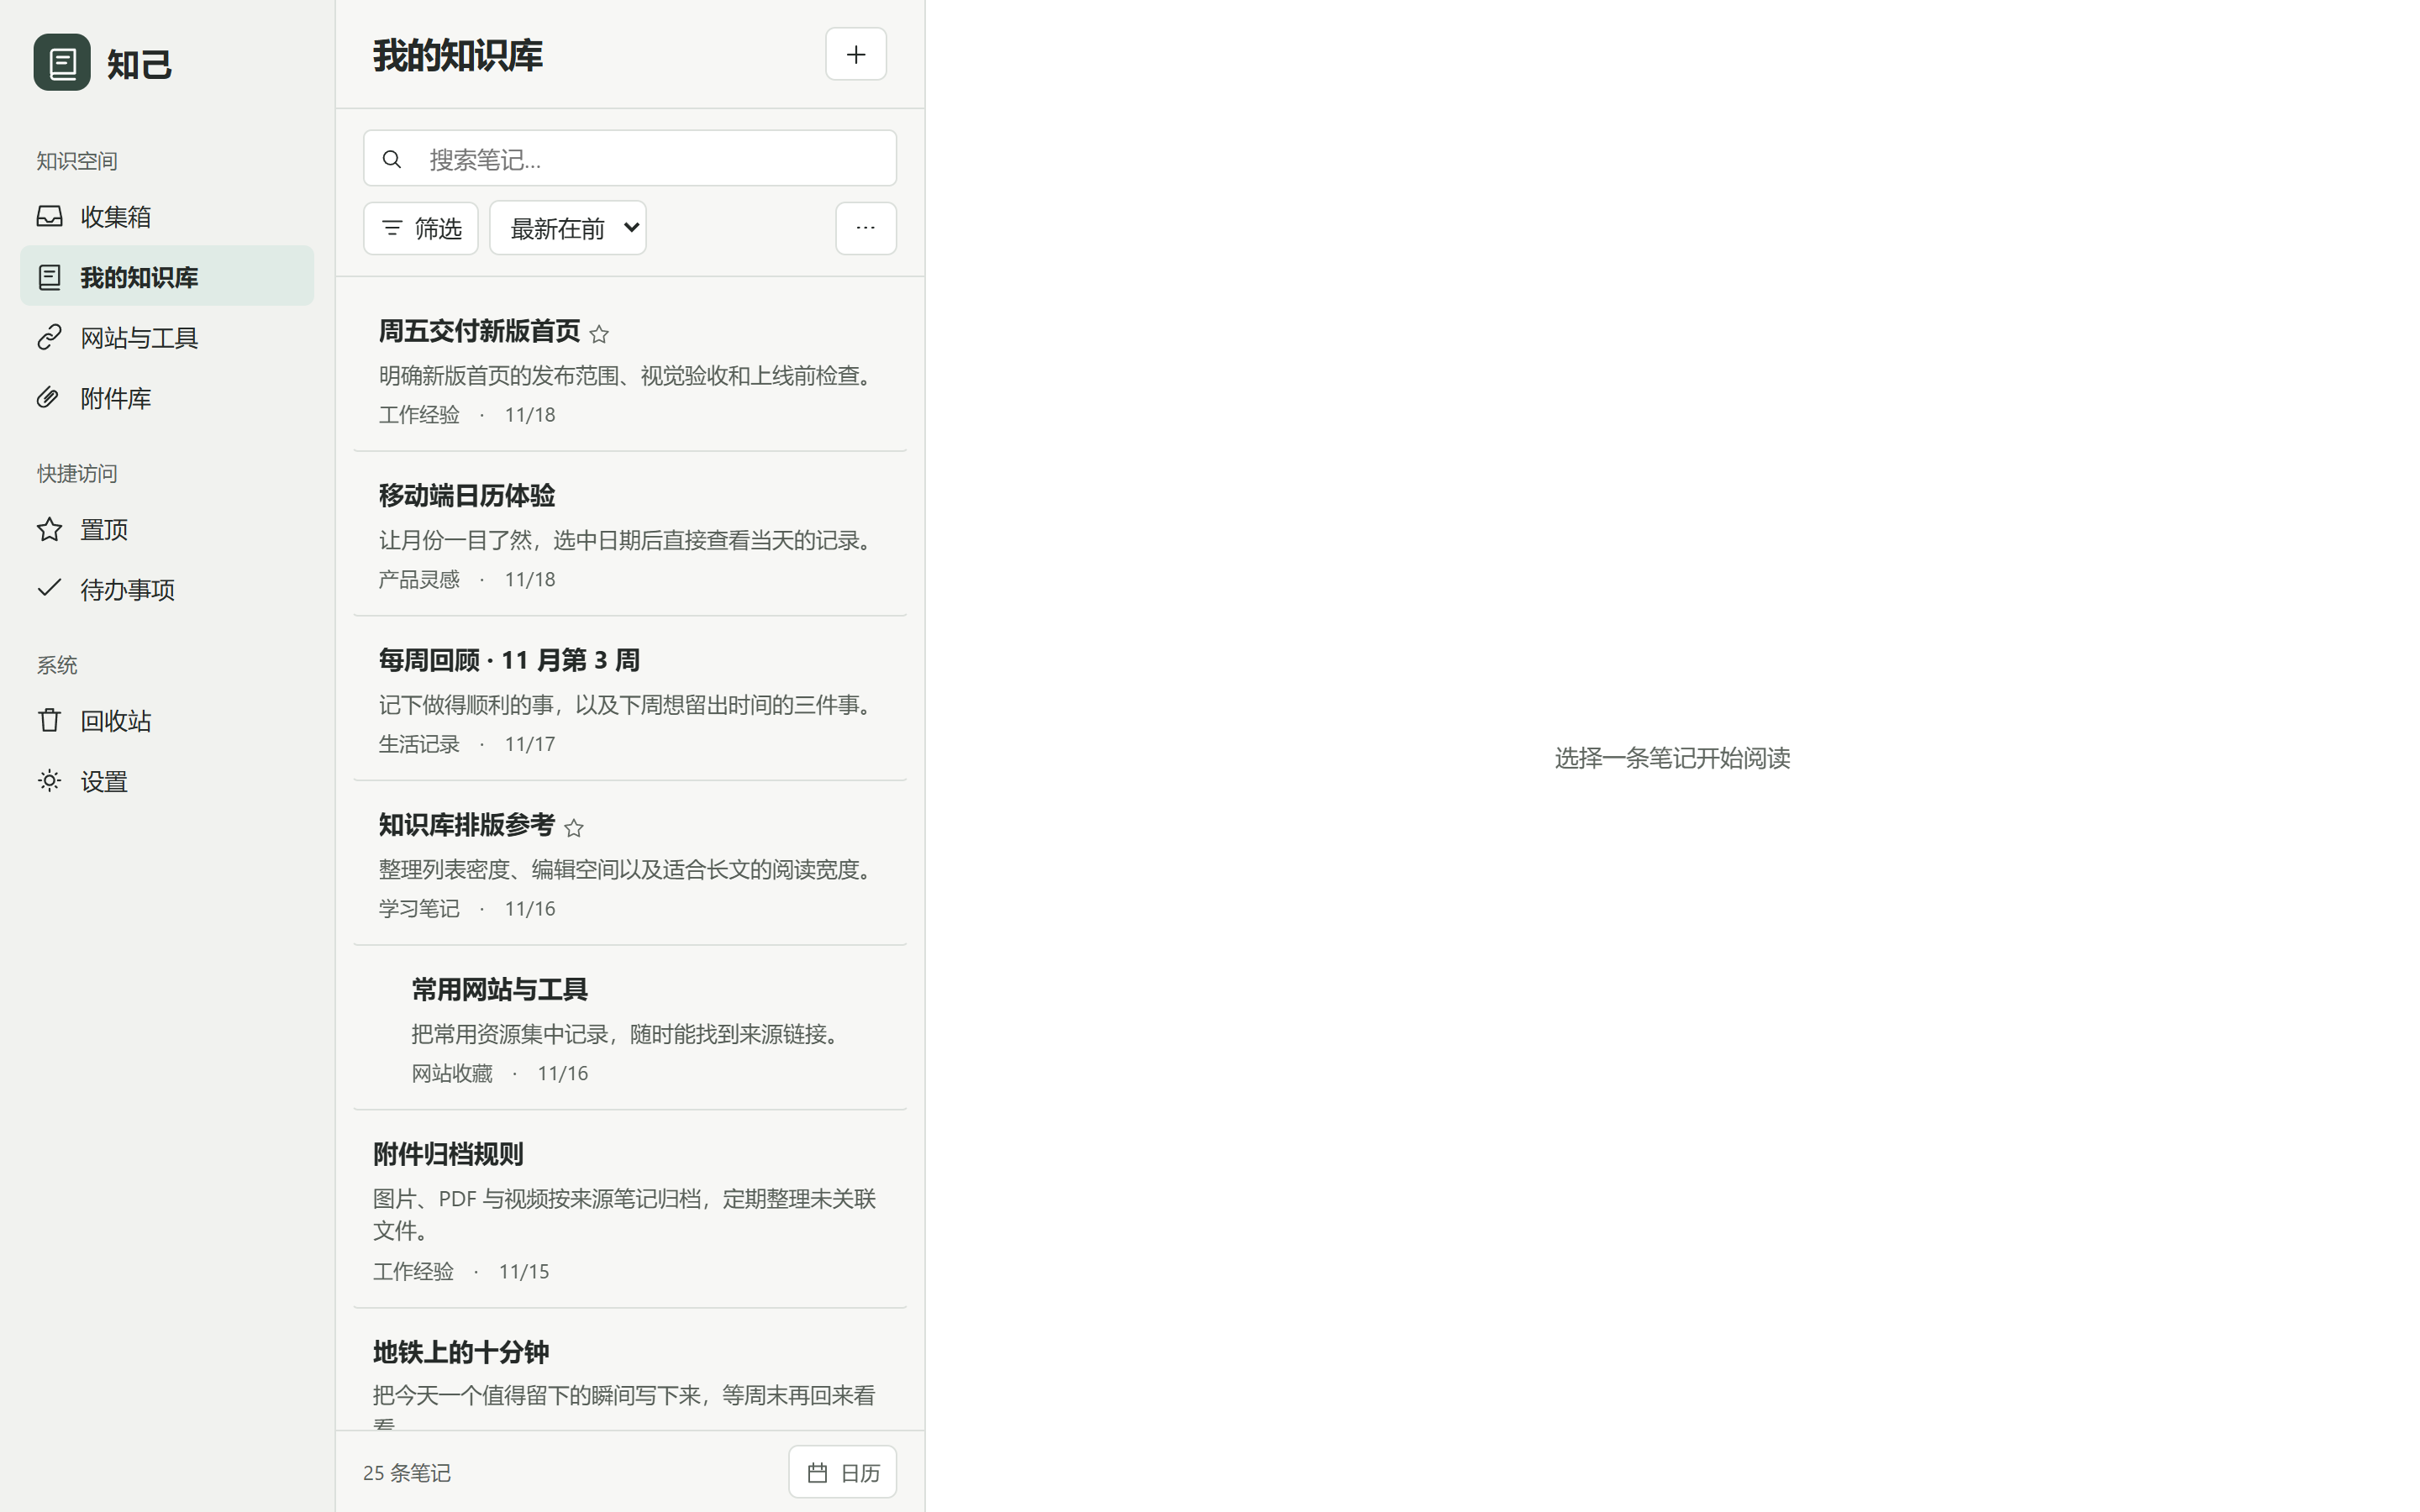 知己
知识空间
收集箱
我的知识库
网站与工具
附件库
快捷访问
置顶
待办事项
系统
回收站
设置
我的知识库
搜索笔记...
筛选
最新在前
周五交付新版首页
明确新版首页的发布范围、视觉验收和上线前检查。
工作经验 · 11/18
移动端日历体验
让月份一目了然，选中日期后直接查看当天的记录。
产品灵感 · 11/18
每周回顾 · 11 月第 3 周
记下做得顺利的事，以及下周想留出时间的三件事。
生活记录 · 11/17
知识库排版参考
整理列表密度、编辑空间以及适合长文的阅读宽度。
学习笔记 · 11/16
常用网站与工具
把常用资源集中记录，随时能找到来源链接。
网站收藏 · 11/16
附件归档规则
图片、PDF 与视频按来源笔记归档，定期整理未关联
文件。
工作经验 · 11/15
地铁上的十分钟
把今天一个值得留下的瞬间写下来，等周末再回来看
25 条笔记
日历
选择一条笔记开始阅读